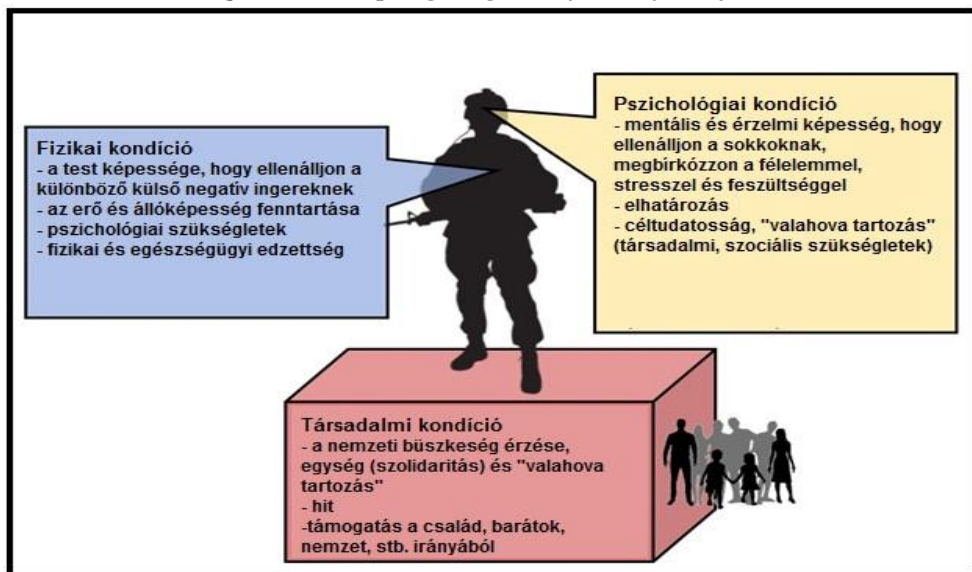 Fizikai kondíció
- a test képessége, hogy ellenálljon a
különböző külső negatív ingereknek
- az erő és állóképesség fenntartása
- pszichológiai szükségletek
- fizikai és egészségügyi edzettség
Pszichológiai kondíció
- mentális és érzelmi képesség, hogy
ellenálljon a sokkoknak,
megbírkózzon a félelemmel,
stresszel és feszültséggel
- elhatározás
- céltudatosság, "valahova tartozás"
(társadalmi, szociális szükségletek)
Társadalmi kondíció
- a nemzeti büszkeség érzése,
egység (szolidaritás) és "valahova
tartozás"
- hit
-támogatás a család, barátok,
nemzet, stb. irányából